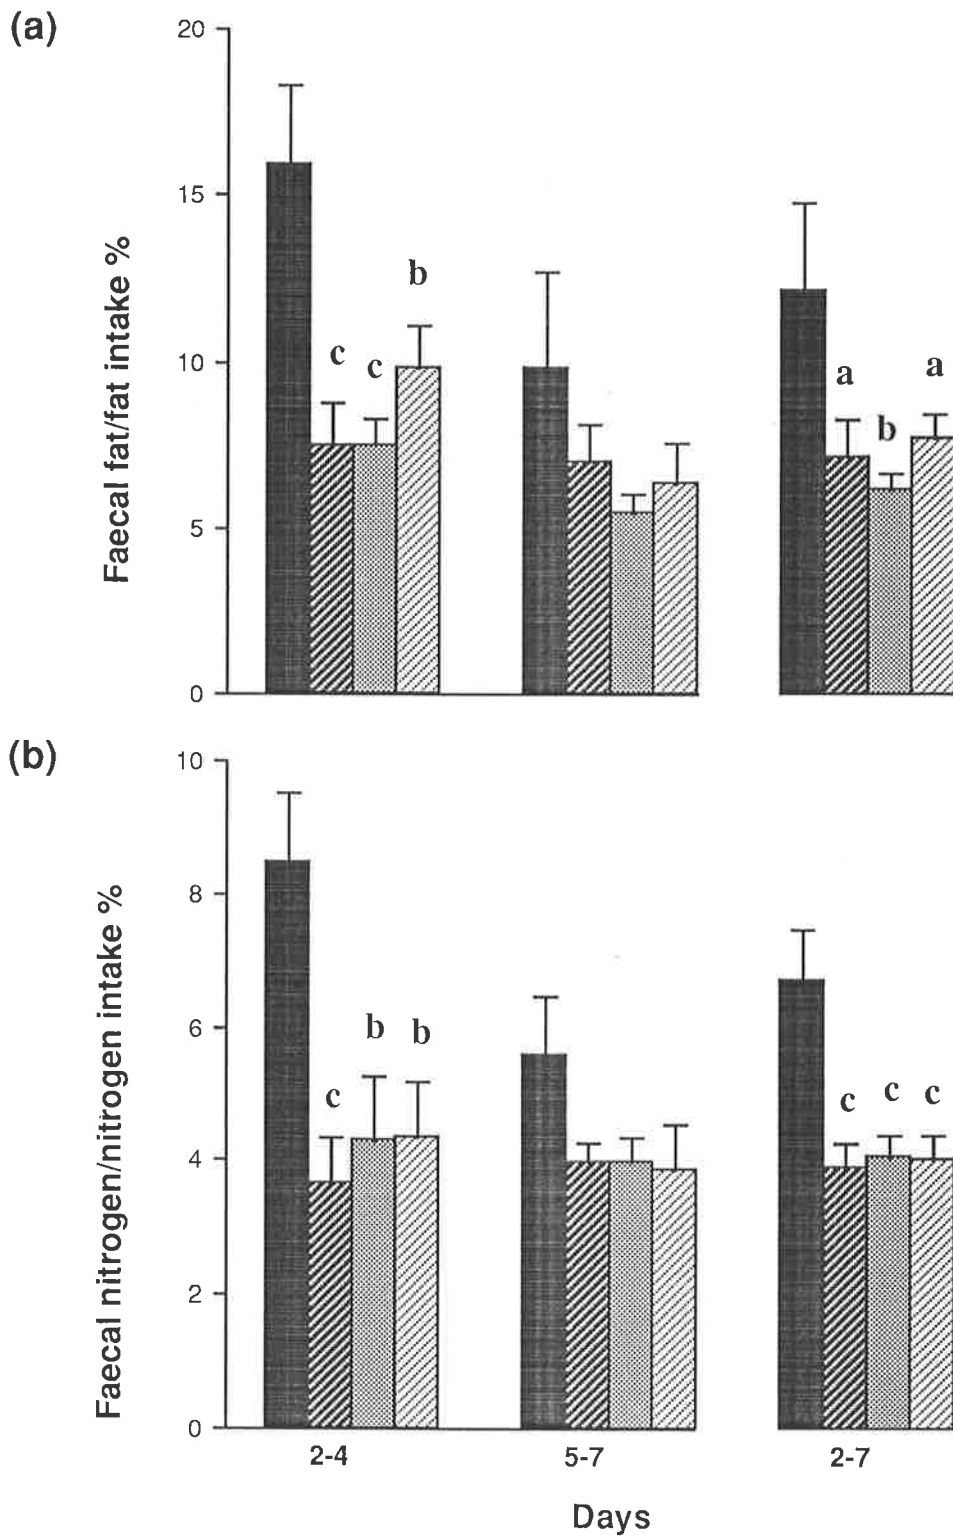 (a)
Faecal fat/fat intake %
20
15
10
5
0
c
c
b
a
b
a
(b)
Faecal nitrogen/nitrogen intake %
10
8
6
4
2
0
c
b
b
c
c
c
2-4
5-7
2-7
Days